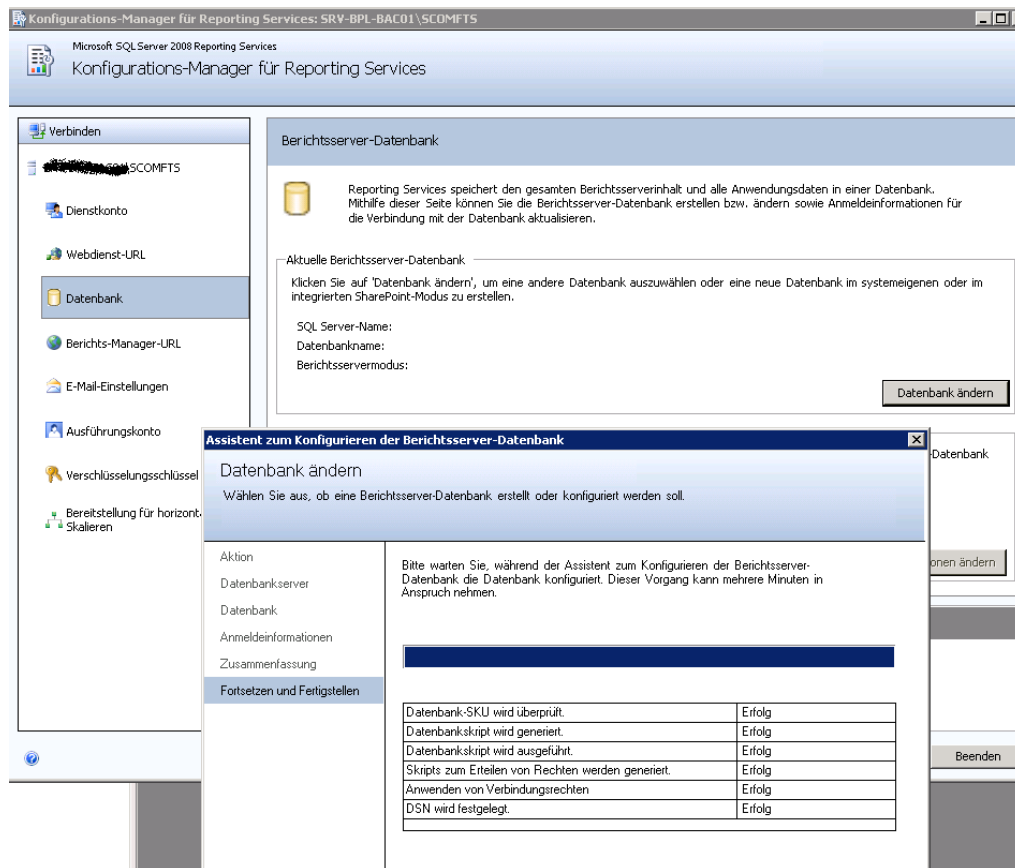 Konfigurations-Manager für Reporting Services: SRV-BPL-BAC01\SCOMFTS
Microsoft SQL Server 2008 Reporting Services
Konfigurations-Manager für Reporting Services
Verbinden
\SCOMFTS
Dienstkonto
Webdienst-URL
Datenbank
Berichts-Manager-URL
E-Mail-Einstellungen
Ausführungskonto
Verschlüsselungsschlüssel
Bereitstellung für horizont
Skalieren
Berichtsserver-Datenbank
Reporting Services speichert den gesamten Berichtsserverinhalt und alle Anwendungsdaten in einer Datenbank.
Mithilfe dieser Seite können Sie die Berichtsserver-Datenbank erstellen bzw. ändern sowie Anmeldeinformationen für
die Verbindung mit der Datenbank aktualisieren.
Aktuelle Berichtsserver-Datenbank
Klicken Sie auf 'Datenbank ändern', um eine andere Datenbank auszuwählen oder eine neue Datenbank im systemeigenen oder im
integrierten SharePoint-Modus zu erstellen.
SQL Server-Name:
Datenbankname:
Berichtsservermodus:
Datenbank ändern
-Datenbank
onen ändern
Beenden
Assistent zum Konfigurieren der Berichtsserver-Datenbank
Datenbank ändern
Wählen Sie aus, ob eine Berichtsserver-Datenbank erstellt oder konfiguriert werden soll.
Aktion
Datenbankserver
Datenbank
Anmeldeinformationen
Zusammenfassung
Fortsetzen und Fertigstellen
Bitte warten Sie, während der Assistent zum Konfigurieren der Berichtsserver-
Datenbank die Datenbank konfiguriert. Dieser Vorgang kann mehrere Minuten in
Anspruch nehmen.
Datenbank-SKU wird überprüft. Erfolg
Datenbankskript wird generiert. Erfolg
Datenbankskript wird ausgeführt. Erfolg
Skripts zum Erteilen von Rechten werden generiert. Erfolg
Anwenden von Verbindungsrechten Erfolg
DSN wird festgelegt. Erfolg